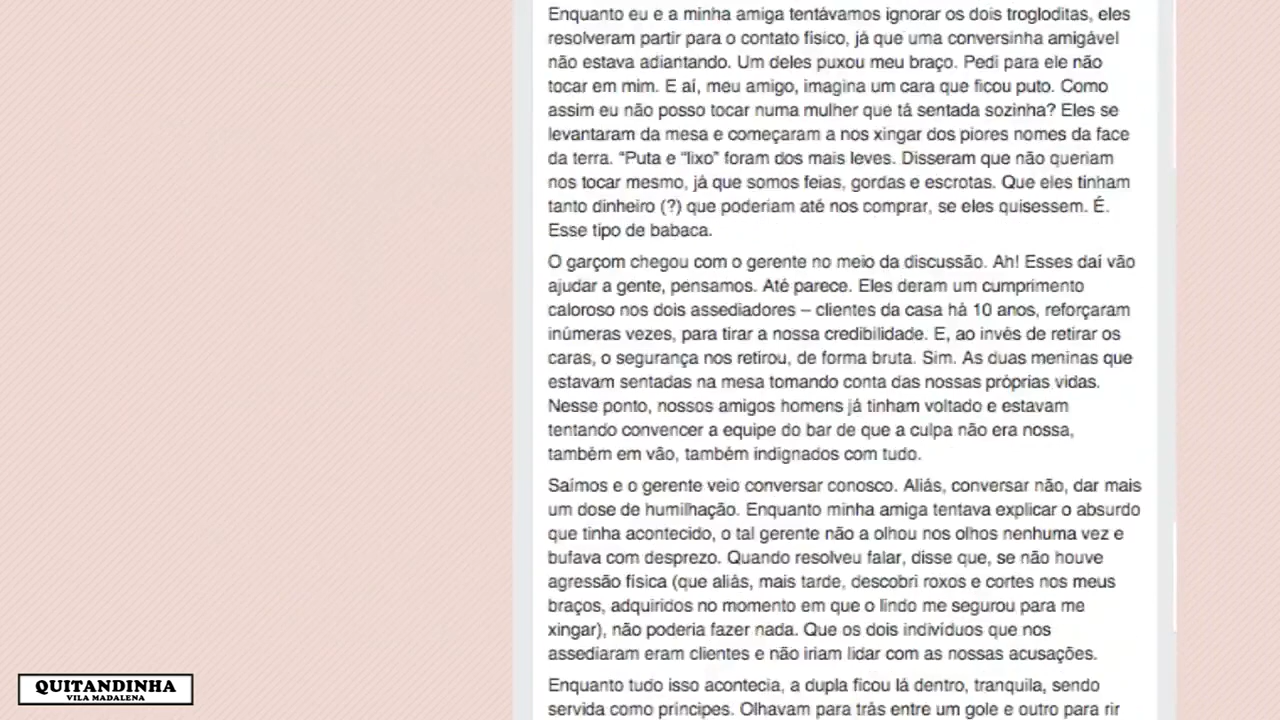 Enquanto eu e a minha amiga tentávamos ignorar os dois trogloditas, eles
resolveram partir para o contato físico, já que uma conversinha amigável
não estava adiantando. Um deles puxou meu braço. Pedi para ele não
tocar em mim. E aí, meu amigo, imagina um cara que ficou puto. Como
assim eu não posso tocar numa mulher que tá sentada sozinha? Eles se
levantaram da mesa e começaram a nos xingar dos piores nomes da face
da terra. “Puta e “lixo” foram dos mais leves. Disseram que não queriam
nos tocar mesmo, já que somos feias, gordas e escrotas. Que eles tinham
tanto dinheiro (?) que poderiam até nos comprar, se eles quisessem. É.
Esse tipo de babaca.
O garçom chegou com o gerente no meio da discussão. Ah! Esses daí vão
ajudar a gente, pensamos. Até parece. Eles deram um cumprimento
caloroso nos dois assediadores – clientes da casa há 10 anos, reforçaram
inúmeras vezes, para tirar a nossa credibilidade. E, ao invés de retirar os
caras, o segurança nos retirou, de forma bruta. Sim. As duas meninas que
estavam sentadas na mesa tomando conta das nossas próprias vidas.
Nesse ponto, nossos amigos homens já tinham voltado e estavam
tentando convencer a equipe do bar de que a culpa não era nossa,
também em vão, também indignados com tudo.
Saímos e o gerente veio conversar conosco. Aliás, conversar não, dar mais
um dose de humilhação. Enquanto minha amiga tentava explicar o absurdo
que tinha acontecido, o tal gerente não a olhou nos olhos nenhuma vez e
bufava com desprezo. Quando resolveu falar, disse que, se não houve
agressão física (que aliás, mais tarde, descobri roxos e cortes nos meus
braços, adquiridos no momento em que o lindo me segurou para me
xingar), não poderia fazer nada. Que os dois indivíduos que nos
assediaram eram clientes e não iriam lidar com as nossas acusações.
Enquanto tudo isso acontecia, a dupla ficou lá dentro, tranquila, sendo
servida como príncipes. Olhavam para trás entre um gole e outro para rir
QUITANDINHA
VILA MADALENA